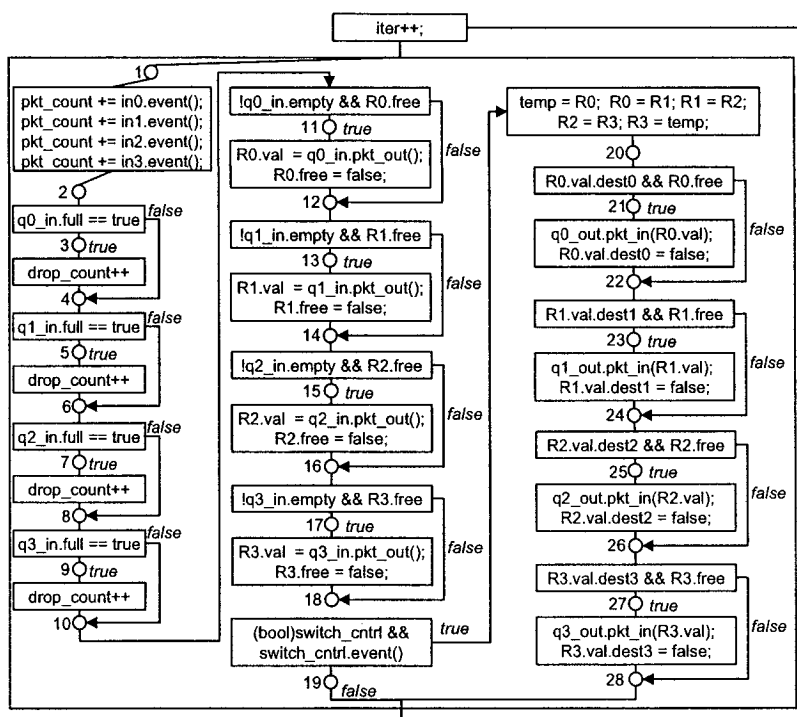 iter++;
1
pkt_count += in0.event();
pkt_count += in1.event();
pkt_count += in2.event();
pkt_count += in3.event();
2
q0_in.full == true
false
3
true
drop_count++
4
q1_in.full == true
false
5
true
drop_count++
6
q2_in.full == true
false
7
true
drop_count++
8
q3_in.full == true
false
9
true
drop_count++
10
!q0_in.empty && R0.free
11
true
false
R0.val = q0_in.pkt_out();
R0.free = false;
12
!q1_in.empty && R1.free
13
true
false
R1.val = q1_in.pkt_out();
R1.free = false;
14
!q2_in.empty && R2.free
15
true
false
R2.val = q2_in.pkt_out();
R2.free = false;
16
!q3_in.empty && R3.free
17
true
false
R3.val = q3_in.pkt_out();
R3.free = false;
18
(bool)switch_cntrl &&
switch_cntrl.event()
true
19
false
temp = R0; R0 = R1; R1 = R2;
R2 = R3; R3 = temp;
20
R0.val.dest0 && R0.free
21
true
false
q0_out.pkt_in(R0.val);
R0.val.dest0 = false;
22
R1.val.dest1 && R1.free
23
true
false
q1_out.pkt_in(R1.val);
R1.val.dest1 = false;
24
R2.val.dest2 && R2.free
25
true
false
q2_out.pkt_in(R2.val);
R2.val.dest2 = false;
26
R3.val.dest3 && R3.free
27
true
false
q3_out.pkt_in(R3.val);
R3.val.dest3 = false;
28